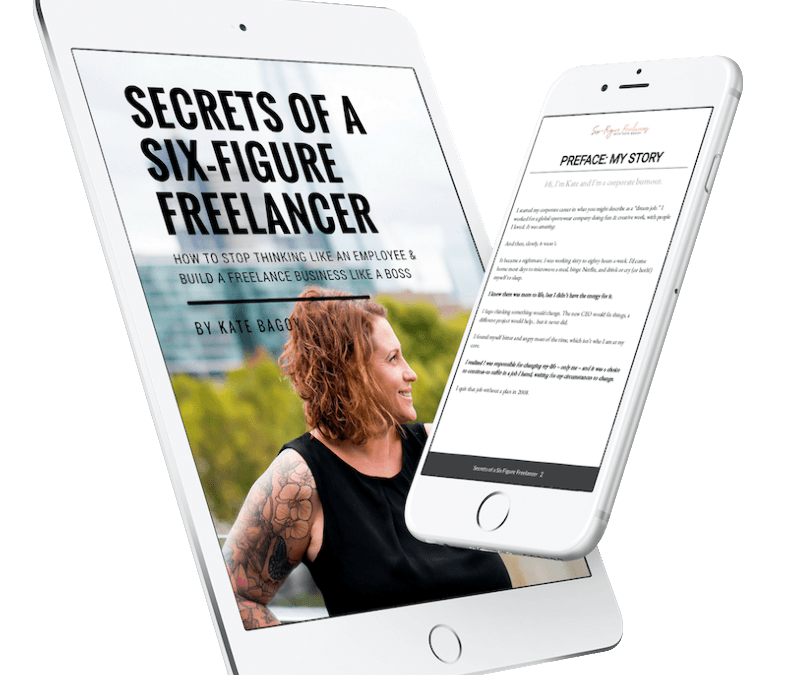 SECRETS OF A
SIX-FIGURE
FREELANCER
HOW TO STOP THINKING LIKE AN EMPLOYEE &
BUILD A FREELANCE BUSINESS LIKE A BOSS
BY KATE BAGOY
Six-Figure Freelancer
PREFACE: MY STORY
Hi, I'm Kate and I'm a corporate burnout.
I started my corporate career in what you might describe as a "dream job." I
worked for a global sportswear company doing fun & creative work, with people
I loved. It was amazing.
And then, slowly, it wasn't.
It became a nightmare. I was working sixty to eighty hours a week. I'd come
home most days to microwave a meal, binge Netflix, and drink or cry (or both!)
myself to sleep.
I knew there was more to life, but I didn't have the energy for it.
I kept thinking something would change. The new CEO would fix things, a
different project would help... but it never did.
I found myself bitter and angry most of the time, which isn't who I am at my
core.
I realized I was responsible for changing my life – only me – and it was a choice
to continue to suffer in a job I hated, waiting for my circumstances to change.
I quit that job without a plan in
Secrets of a Six Figure Freelancer 2